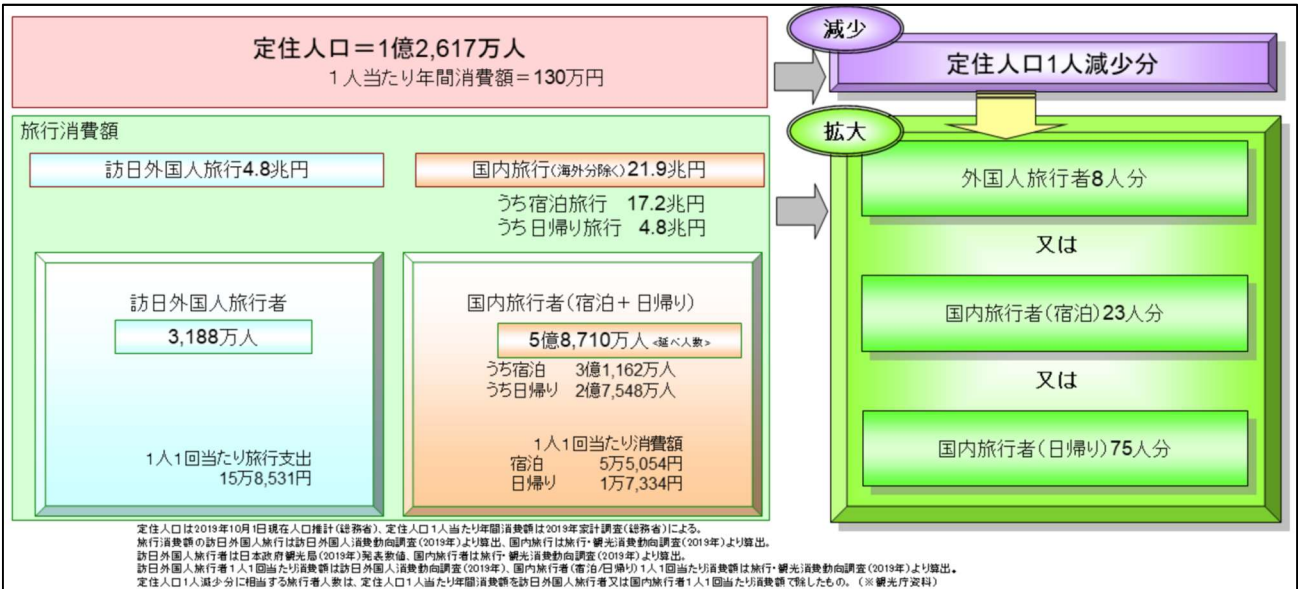 定住人口=1億2,617万人
1人当たり年間消費額=130万円
減少
定住人口1人減少分
旅行消費額
訪日外国人旅行4.8兆円
国内旅行(海外分除く)21.9兆円
うち宿泊旅行 17.2兆円
うち日帰り旅行 4.8兆円
訪日外国人旅行者
3,188万人
1人1回当たり旅行支出
15万8,531円
国内旅行者(宿泊+日帰り)
5億8,710万人<延べ人数>
うち宿泊 3億1,162万人
うち日帰り 2億7,548万人
1人1回当たり消費額
宿泊 5万5,054円
日帰り 1万7,334円
拡大
外国人旅行者8人分
又は
国内旅行者(宿泊)23人分
又は
国内旅行者(日帰り)75人分
定住人口は2019年10月1日現在人口推計(総務省)、定住人口1人当たり年間消費額は2019年家計調査(総務省)による。
旅行消費額の訪日外国人旅行は訪日外国人消費動向調査(2019年)より算出、国内旅行は旅行・観光消費動向調査(2019年)より算出。
訪日外国人旅行者は日本政府観光局(2019年)発表数値、国内旅行者は旅行・観光消費動向調査(2019年)より算出。
訪日外国人旅行者1人1回当たり消費額は訪日外国人消費動向調査(2019年)、国内旅行者(宿泊/日帰り)1人1回当たり消費額は旅行・観光消費動向調査(2019年)より算出。
定住人口1人減少分に相当する旅行者人数は、定住人口1人当たり年間消費額を訪日外国人旅行者又は国内旅行者1人1回当たり消費額で除したもの。(※観光庁資料)